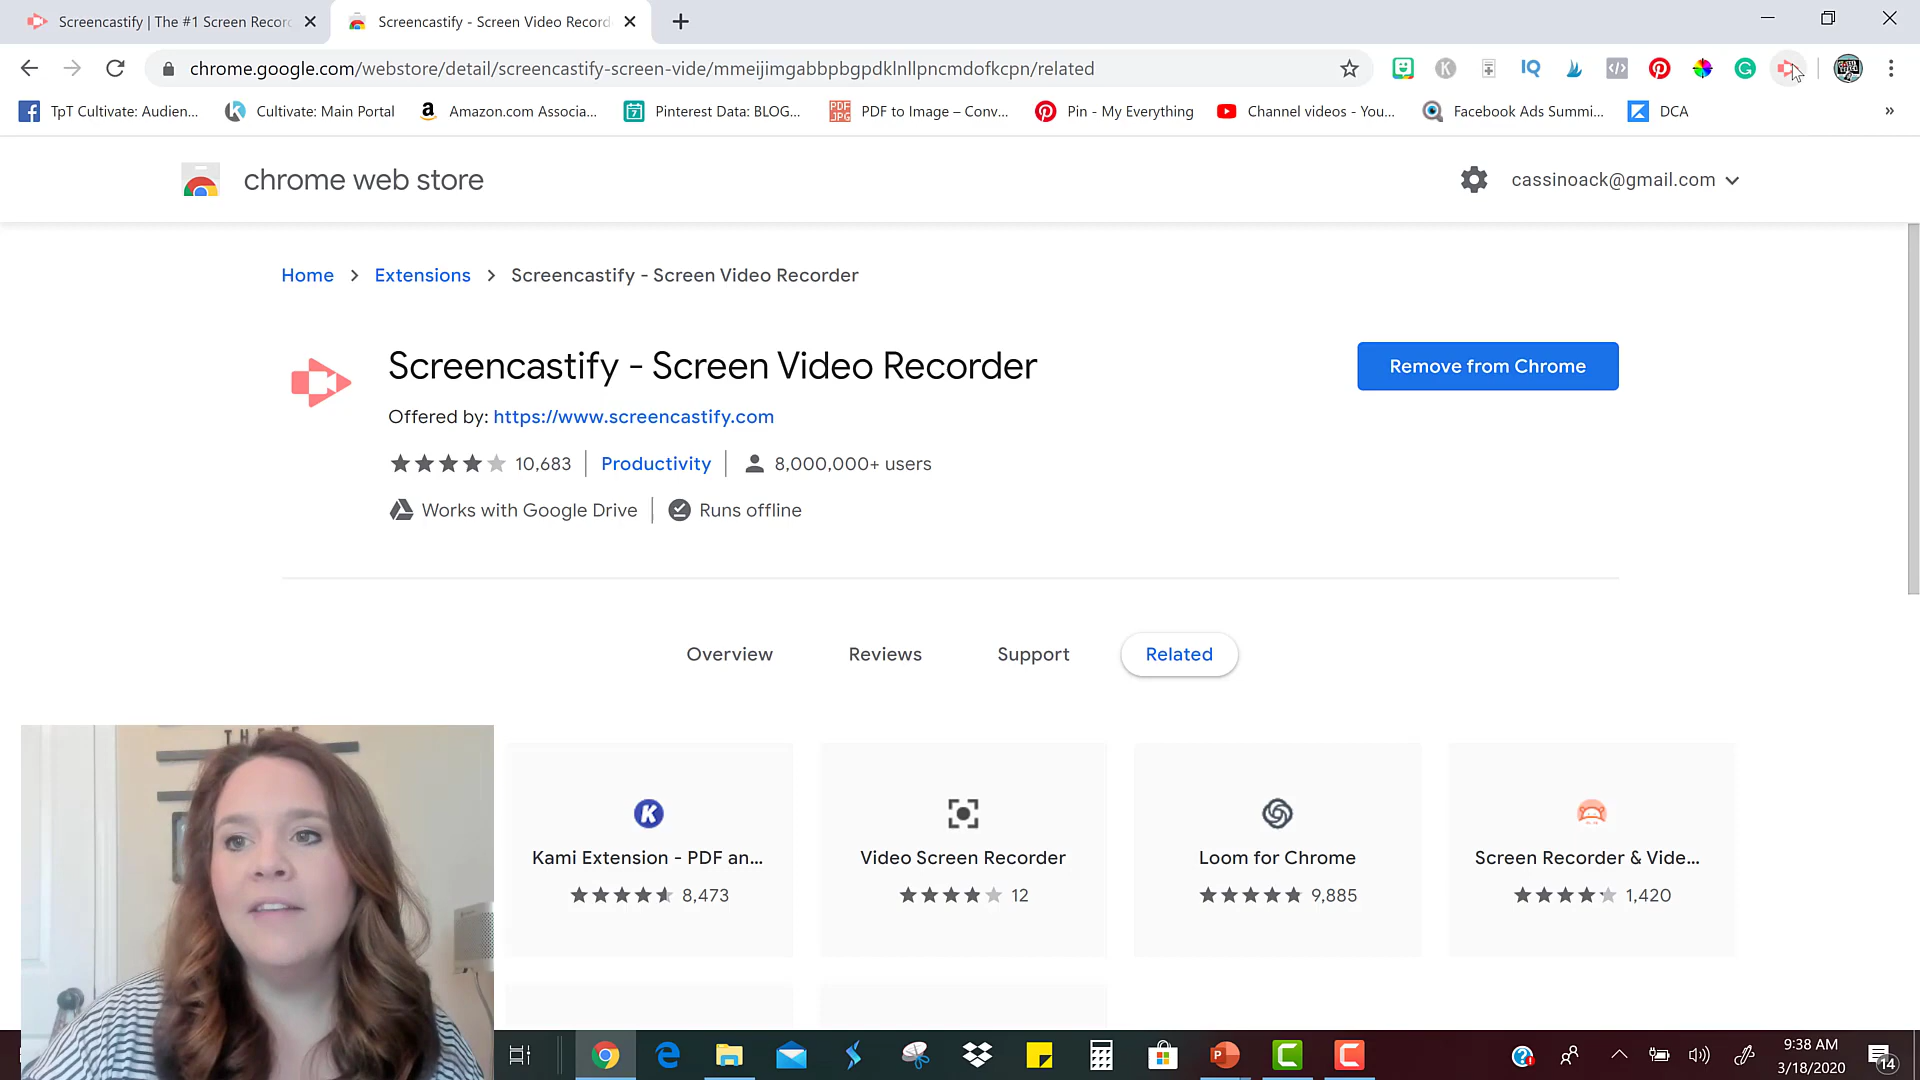 Screencastify | The #1 Screen Recor
Screencastify - Screen Video Record
chrome.google.com/webstore/detail/screencastify-screen-vide/mmeijimgabbpbgpdklnllpncmdofkcpn/related
TpT Cultivate: Audien...
Cultivate: Main Portal
Amazon.com Associa...
Pinterest Data: BLOG...
PDF to Image – Conv...
Pin - My Everything
Channel videos - You...
Facebook Ads Summi...
DCA
»
chrome web store
cassinoack@gmail.com
Home > Extensions > Screencastify - Screen Video Recorder
Screencastify - Screen Video Recorder
Remove from Chrome
Offered by: https://www.screencastify.com
10,683 | Productivity | 8,000,000+ users
Works with Google Drive | Runs offline
Overview
Reviews
Support
Related
THERE
Kami Extension - PDF an...
Video Screen Recorder
Loom for Chrome
Screen Recorder & Vide...
8,473
12
9,885
1,420
9:38 AM
3/18/2020
14